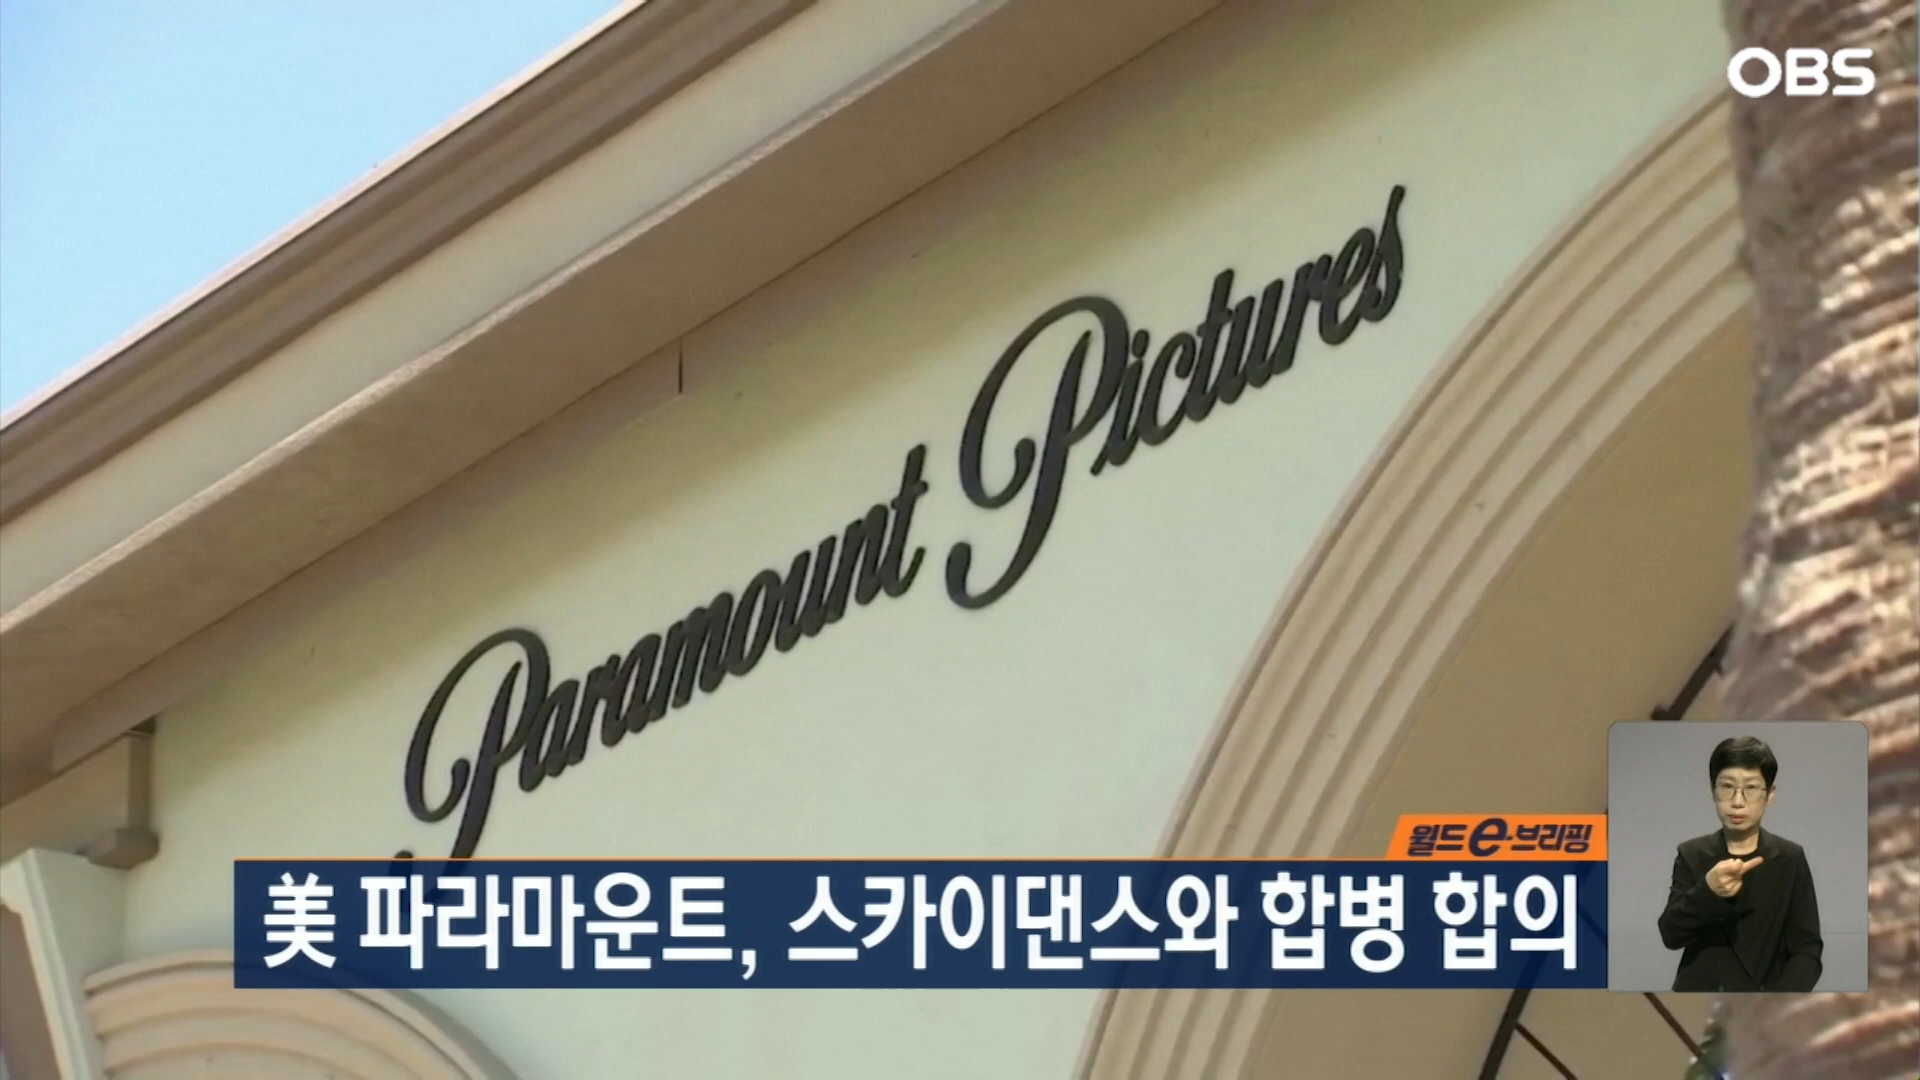 OBS
Paramount Pictures
월드 e-브리핑
美 파라마운트, 스카이댄스와 합병 합의